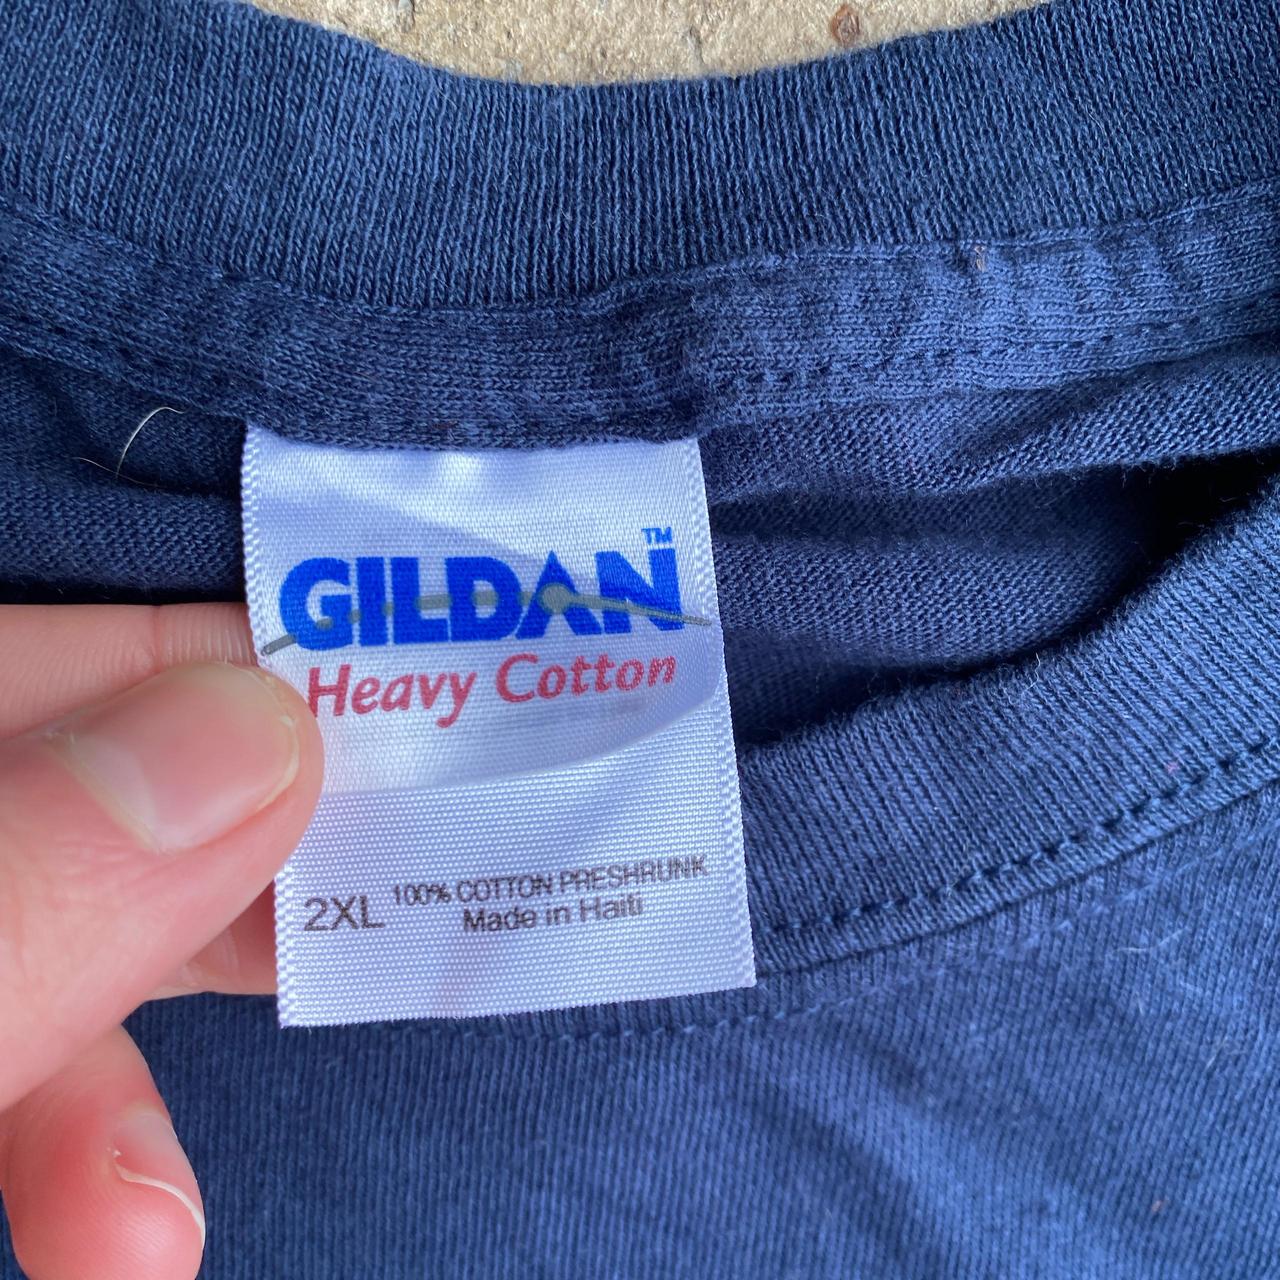 GILDAN™
Heavy Cotton
2XL 100% COTTON PRESHRUNK
Made in Haiti